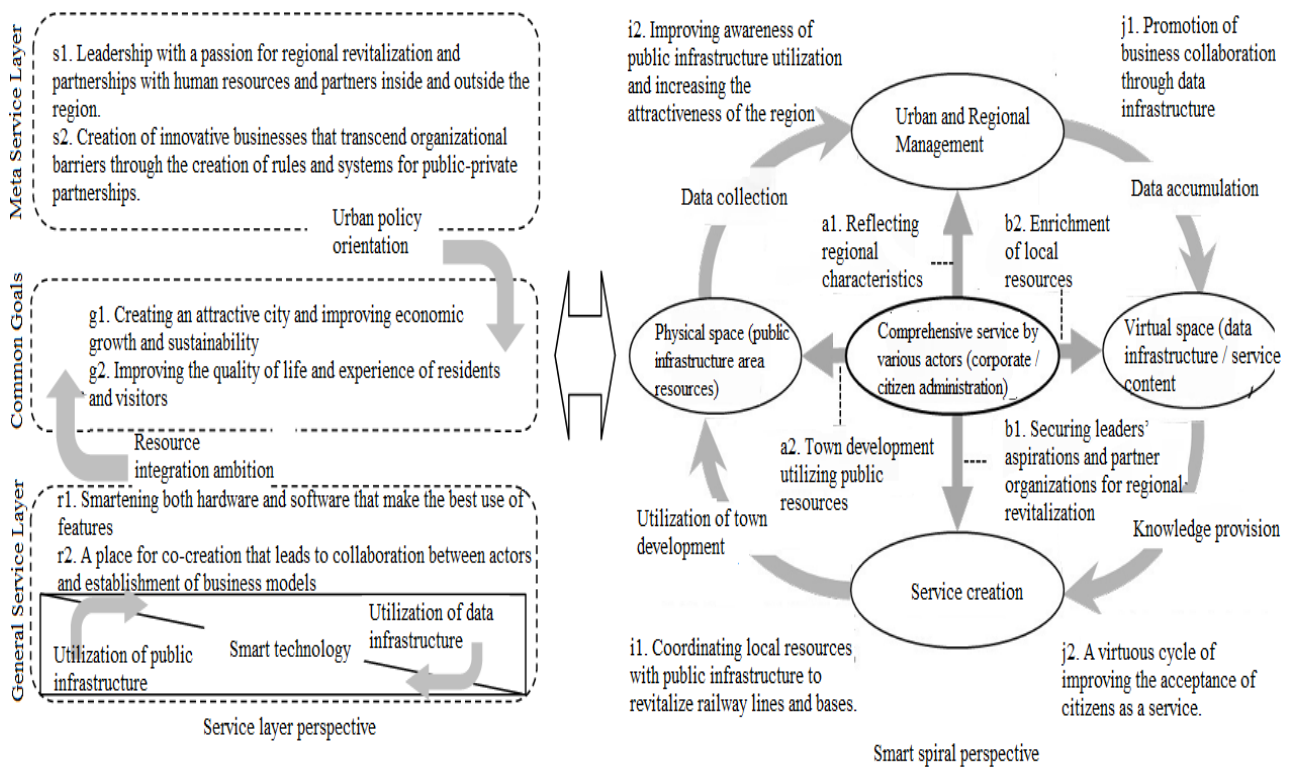 Meta Service Layer
s1. Leadership with a passion for regional revitalization and
partnerships with human resources and partners inside and outside the
region.
s2. Creation of innovative businesses that transcend organizational
barriers through the creation of rules and systems for public-private
partnerships.
Urban policy
orientation
Common Goals
g1. Creating an attractive city and improving economic
growth and sustainability
g2. Improving the quality of life and experience of residents
and visitors
Resource
integration ambition
General Service Layer
r1. Smartening both hardware and software that make the best use of
features
r2. A place for co-creation that leads to collaboration between actors
and establishment of business models
Utilization of public
infrastructure
Smart technology
Utilization of data
infrastructure
Service layer perspective
i2. Improving awareness of
public infrastructure utilization
and increasing the
attractiveness of the region
j1. Promotion of
business collaboration
through data
infrastructure
Urban and Regional
Management
Data collection
Data accumulation
a1. Reflecting
regional
characteristics
b2. Enrichment
of local
resources
Physical space (public
infrastructure area
resources)
Comprehensive service by
various actors (corporate /
citizen administration)
Virtual space (data
infrastructure / service
content
a2. Town development
utilizing public
resources
b1. Securing leaders’
aspirations and partner
organizations for regional
revitalization
Utilization of town
development
Knowledge provision
Service creation
i1. Coordinating local resources
with public infrastructure to
revitalize railway lines and bases.
j2. A virtuous cycle of
improving the acceptance of
citizens as a service.
Smart spiral perspective